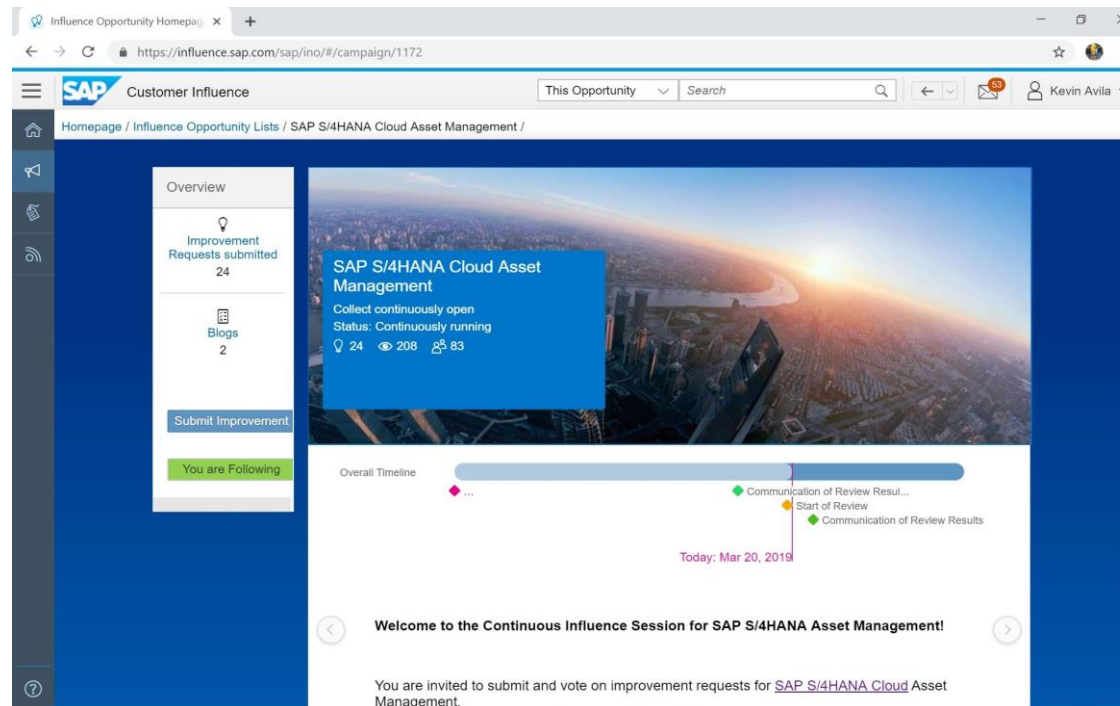 Influence Opportunity Homepag
https://influence.sap.com/sap/ino/#/campaign/1172
SAP Customer Influence
This Opportunity
Search
53
Kevin Avila
Homepage / Influence Opportunity Lists / SAP S/4HANA Cloud Asset Management /
Overview
Improvement
Requests submitted
24
Blogs
2
Submit Improvement
You are Following
SAP S/4HANA Cloud Asset
Management
Collect continuously open
Status: Continuously running
24 208 83
Overall Timeline
...
Communication of Review Resul...
Start of Review
Communication of Review Results
Today: Mar 20, 2019
Welcome to the Continuous Influence Session for SAP S/4HANA Asset Management!
You are invited to submit and vote on improvement requests for SAP S/4HANA Cloud Asset
Management.